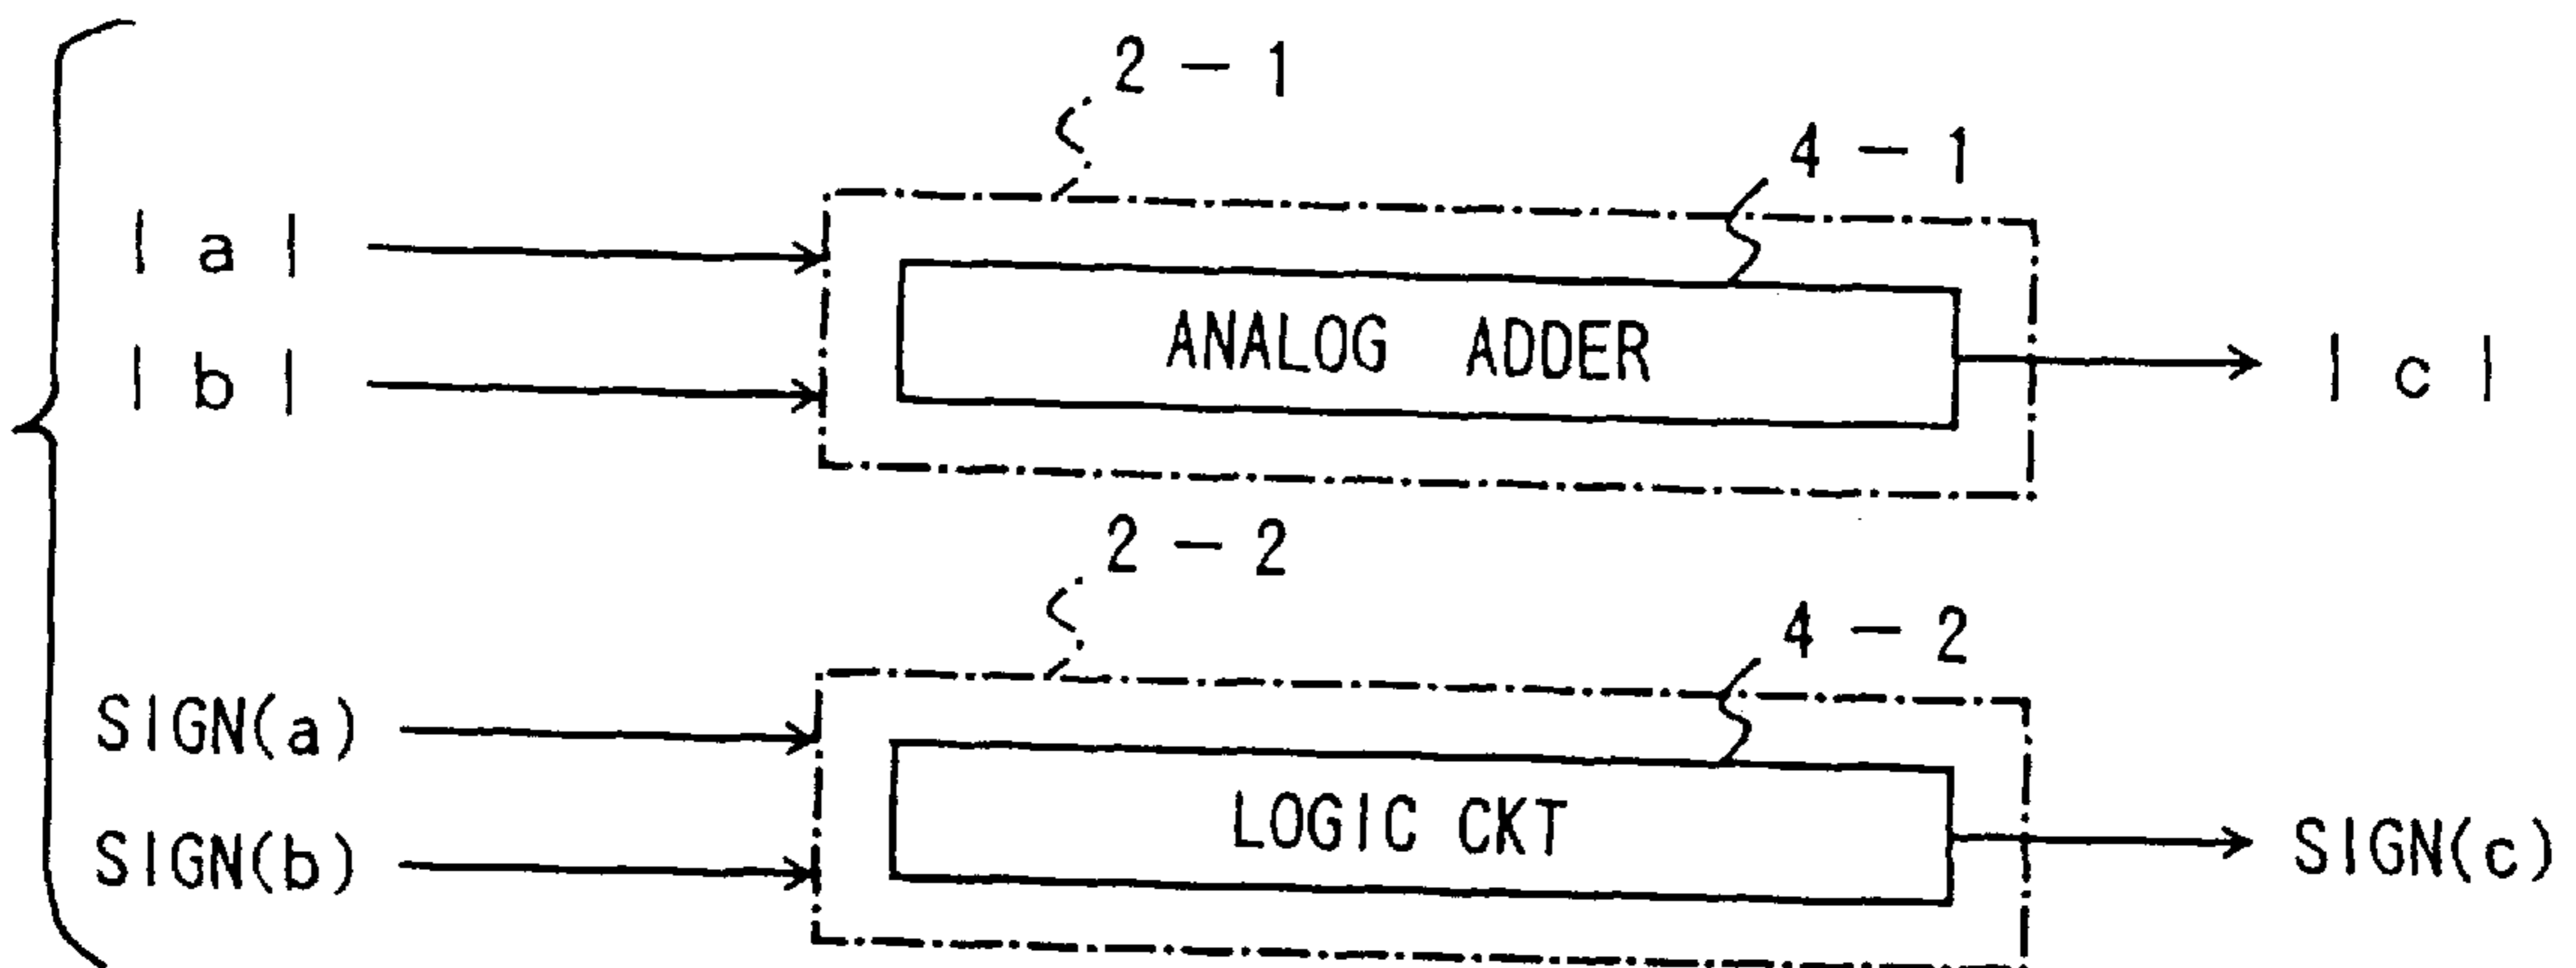 2 - 1
4 - 1
| a |
| b |
ANALOG ADDER
| c |
2 - 2
4 - 2
SIGN(a)
SIGN(b)
LOGIC CKT
SIGN(c)